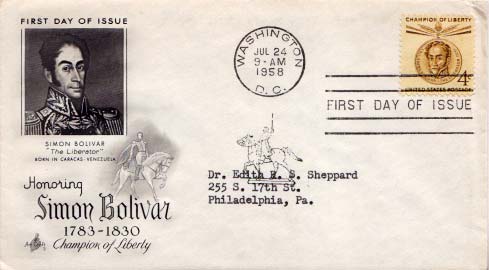 FIRST DAY OF ISSUE
SIMON BOLIVAR
"The Liberator"
BORN IN CARACAS - VENEZUELA
Honoring
Simon Bolivar
1783-1830
Champion of Liberty
WASHINGTON
JUL 24
9-AM
1958
D. C.
CHAMPION OF LIBERTY
4¢
UNITED STATES POSTAGE
FIRST DAY OF ISSUE
Dr. Edith R. S. Sheppard
255 S. 17th St.
Philadelphia, Pa.